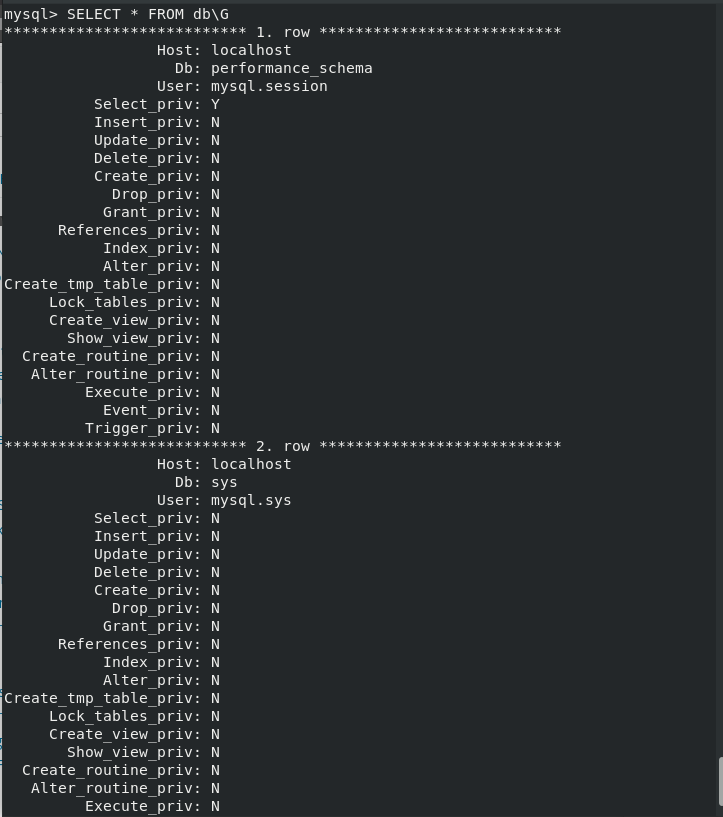 mysql> SELECT * FROM db\G
*************************** 1. row ***************************
Host: localhost
Db: performance_schema
User: mysql.session
Select_priv: Y
Insert_priv: N
Update_priv: N
Delete_priv: N
Create_priv: N
Drop_priv: N
Grant_priv: N
References_priv: N
Index_priv: N
Alter_priv: N
Create_tmp_table_priv: N
Lock_tables_priv: N
Create_view_priv: N
Show_view_priv: N
Create_routine_priv: N
Alter_routine_priv: N
Execute_priv: N
Event_priv: N
Trigger_priv: N
*************************** 2. row ***************************
Host: localhost
Db: sys
User: mysql.sys
Select_priv: N
Insert_priv: N
Update_priv: N
Delete_priv: N
Create_priv: N
Drop_priv: N
Grant_priv: N
References_priv: N
Index_priv: N
Alter_priv: N
Create_tmp_table_priv: N
Lock_tables_priv: N
Create_view_priv: N
Show_view_priv: N
Create_routine_priv: N
Alter_routine_priv: N
Execute_priv: N